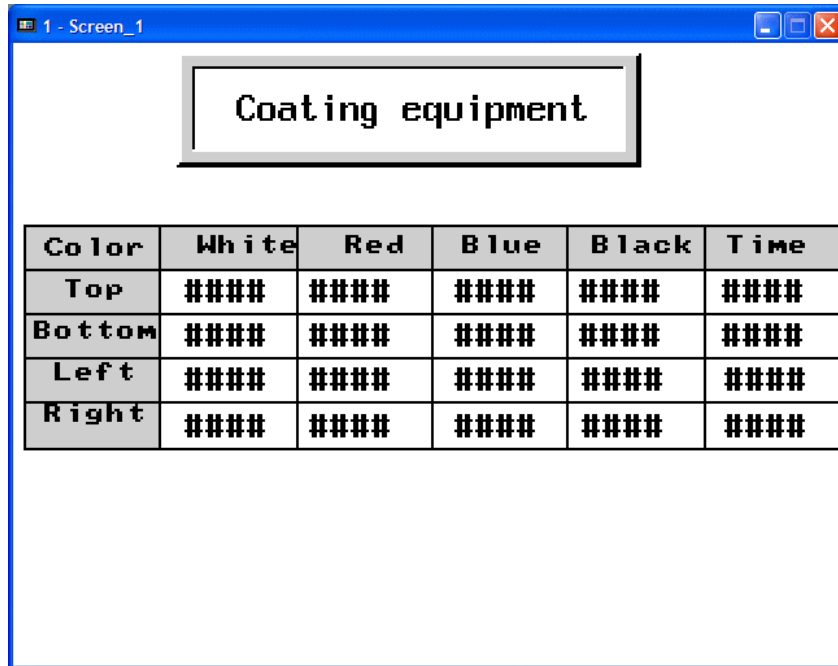 1 - Screen_1
Coating equipment
Color White Red Blue Black Time
Top #### #### #### #### ####
Bottom #### #### #### #### ####
Left #### #### #### #### ####
Right #### #### #### #### ####